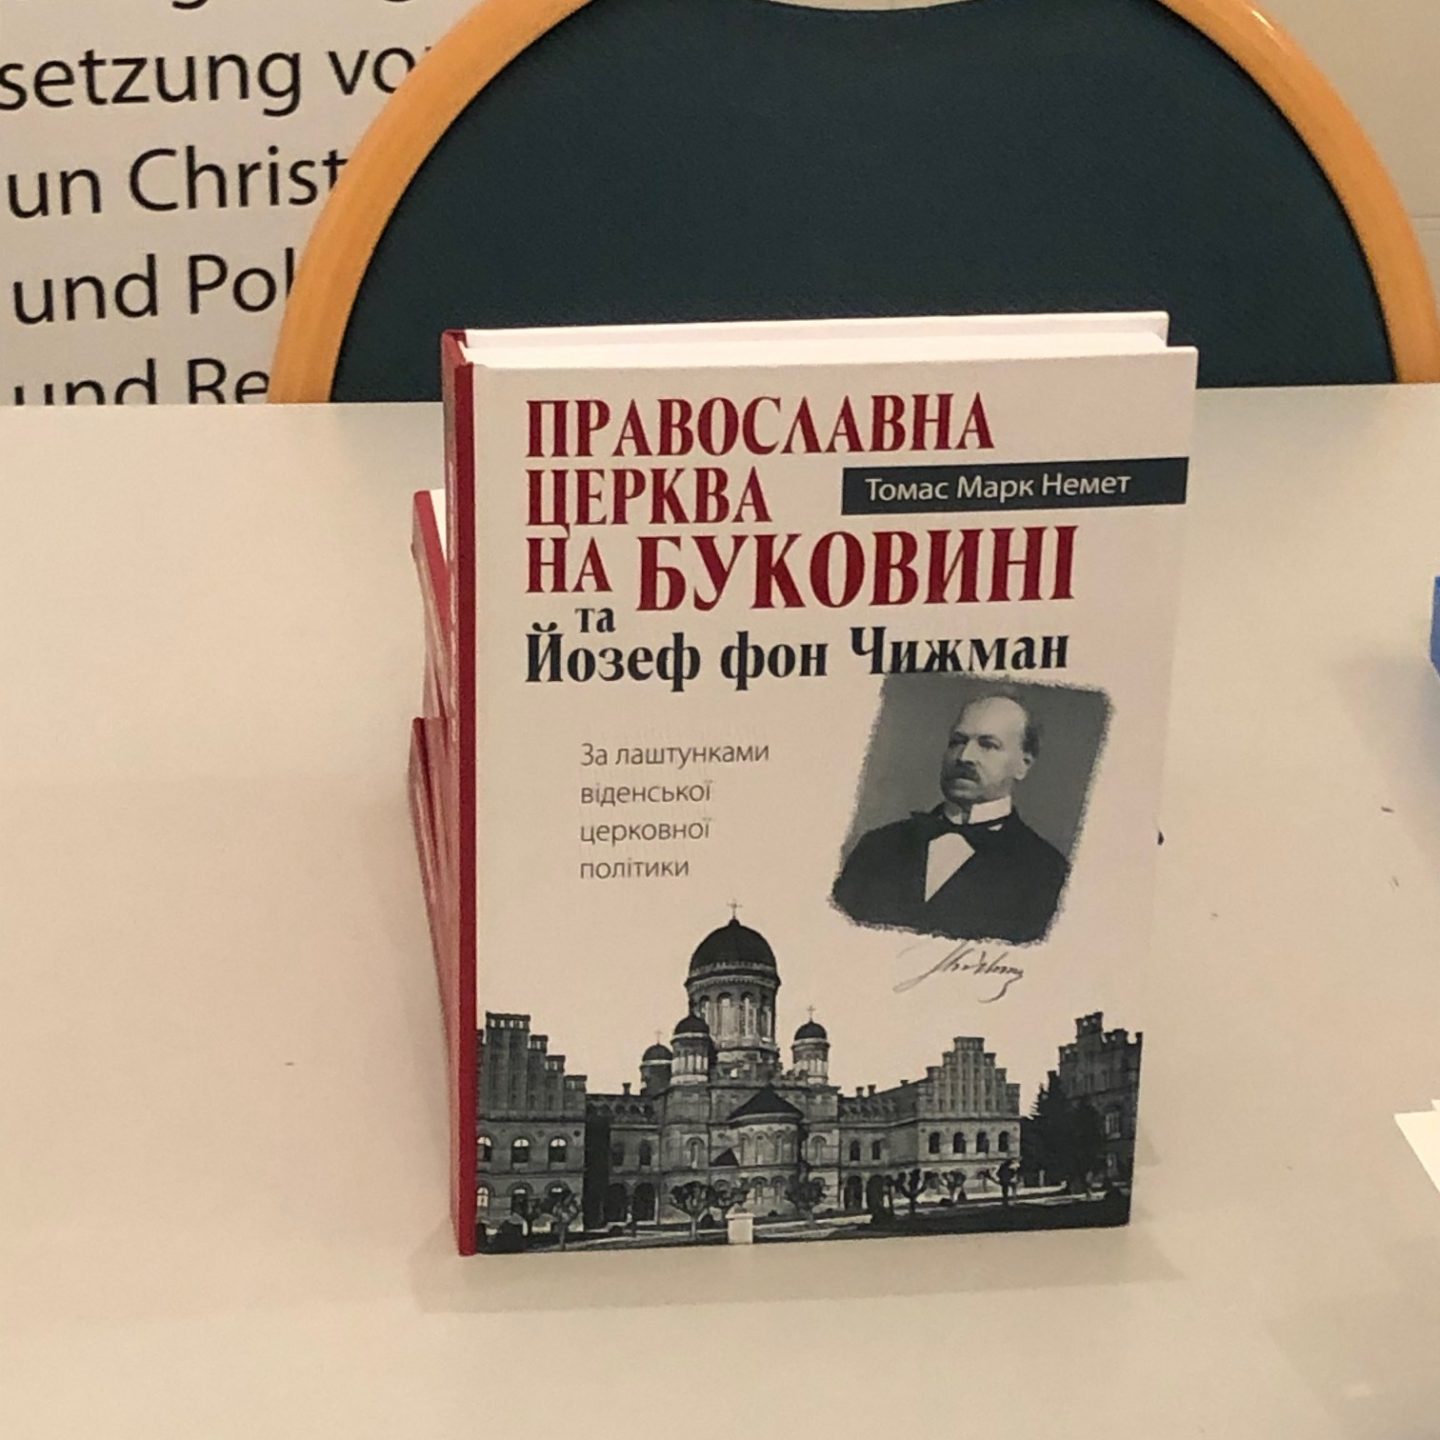 setzung vo
un Christ
und Pol
und Re
ПРАВОСЛАВНА
ЦЕРКВА
Томас Марк Немет
НА БУКОВИНІ
та
Йозеф фон Чижман
За лаштунками
віденської
церковної
політики